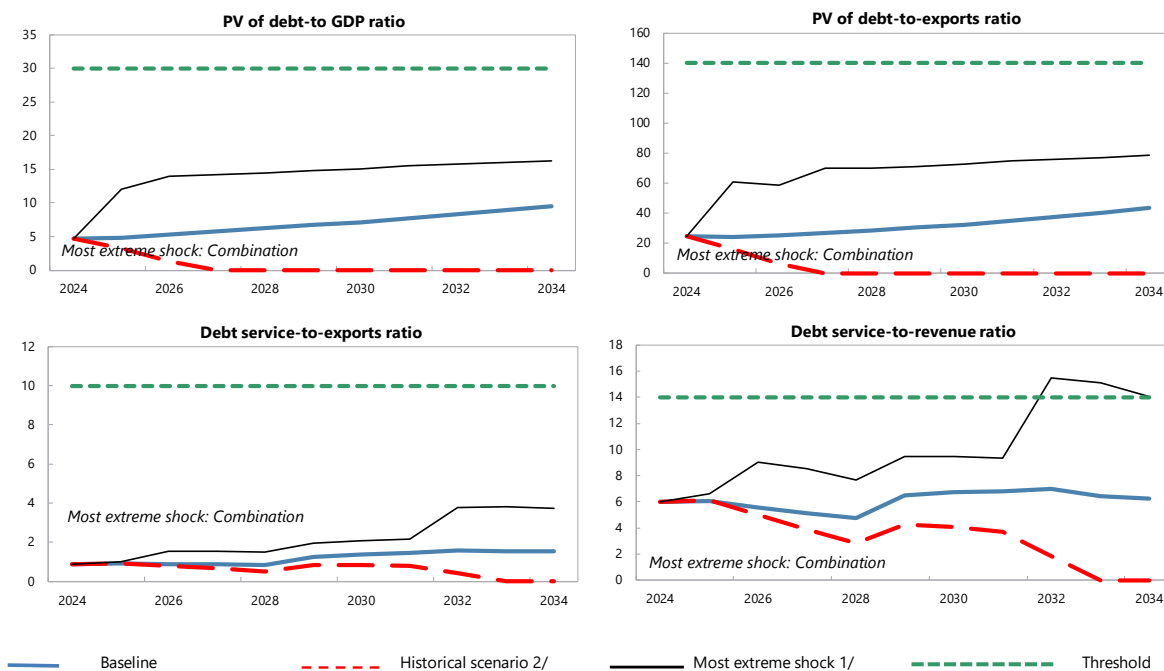 PV of debt-to GDP ratio
35
30
25
20
15
10
5
0
Most extreme shock: Combination
2024 2026 2028 2030 2032 2034
PV of debt-to-exports ratio
160
140
120
100
80
60
40
20
0
Most extreme shock: Combination
2024 2026 2028 2030 2032 2034
Debt service-to-exports ratio
12
10
8
6
4
2
0
Most extreme shock: Combination
2024 2026 2028 2030 2032 2034
Debt service-to-revenue ratio
18
16
14
12
10
8
6
4
2
0
Most extreme shock: Combination
2024 2026 2028 2030 2032 2034
Baseline Historical scenario 2/ Most extreme shock 1/ Threshold